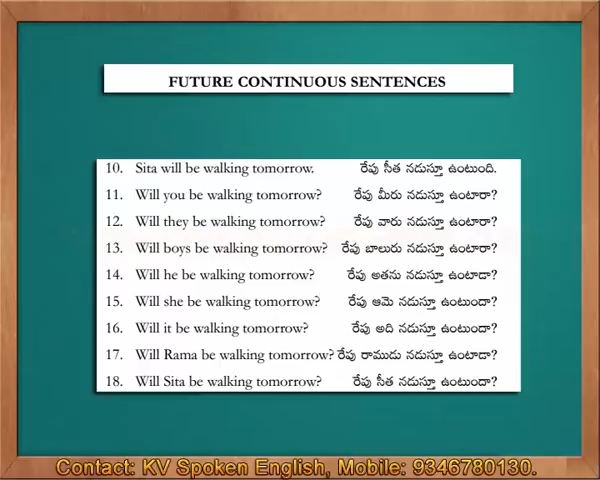 FUTURE CONTINUOUS SENTENCES
10. Sita will be walking tomorrow. రేపు సీత నడుస్తూ ఉంటుంది.
11. Will you be walking tomorrow? రేపు మీరు నడుస్తూ ఉంటారా?
12. Will they be walking tomorrow? రేపు వారు నడుస్తూ ఉంటారా?
13. Will boys be walking tomorrow? రేపు బాలురు నడుస్తూ ఉంటారా?
14. Will he be walking tomorrow? రేపు అతను నడుస్తూ ఉంటాడా?
15. Will she be walking tomorrow? రేపు ఆమె నడుస్తూ ఉంటుందా?
16. Will it be walking tomorrow? రేపు అది నడుస్తూ ఉంటుందా?
17. Will Rama be walking tomorrow? రేపు రాముడు నడుస్తూ ఉంటాడా?
18. Will Sita be walking tomorrow? రేపు సీత నడుస్తూ ఉంటుందా?
Contact: KV Spoken English, Mobile: 9346780130.